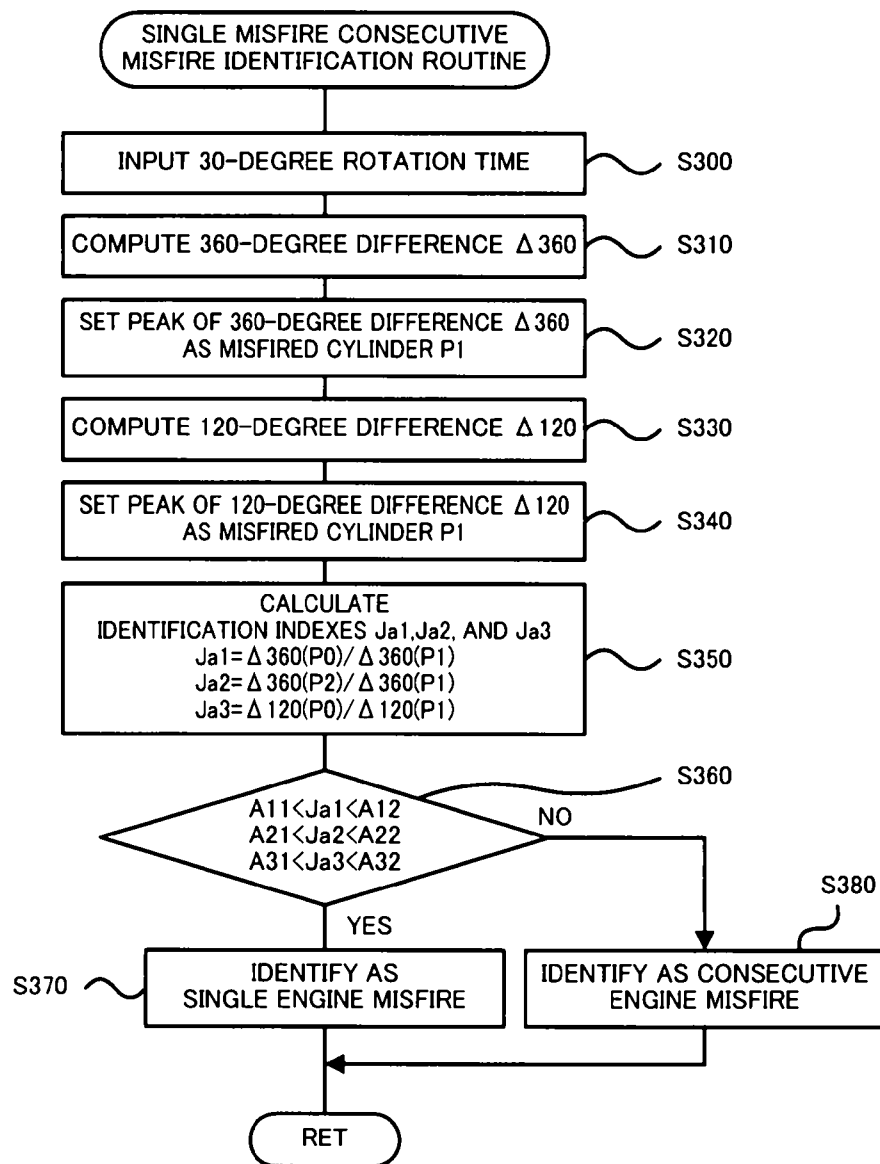 SINGLE MISFIRE CONSECUTIVE
MISFIRE IDENTIFICATION ROUTINE
INPUT 30-DEGREE ROTATION TIME
S300
COMPUTE 360-DEGREE DIFFERENCE Δ360
S310
SET PEAK OF 360-DEGREE DIFFERENCE Δ360
AS MISFIRED CYLINDER P1
S320
COMPUTE 120-DEGREE DIFFERENCE Δ120
S330
SET PEAK OF 120-DEGREE DIFFERENCE Δ120
AS MISFIRED CYLINDER P1
S340
CALCULATE
IDENTIFICATION INDEXES Ja1,Ja2, AND Ja3
Ja1=Δ360(P0)/Δ360(P1)
Ja2=Δ360(P2)/Δ360(P1)
Ja3=Δ120(P0)/Δ120(P1)
S350
S360
A11<Ja1<A12
A21<Ja2<A22
A31<Ja3<A32
NO
YES
S380
S370
IDENTIFY AS
SINGLE ENGINE MISFIRE
IDENTIFY AS CONSECUTIVE
ENGINE MISFIRE
RET